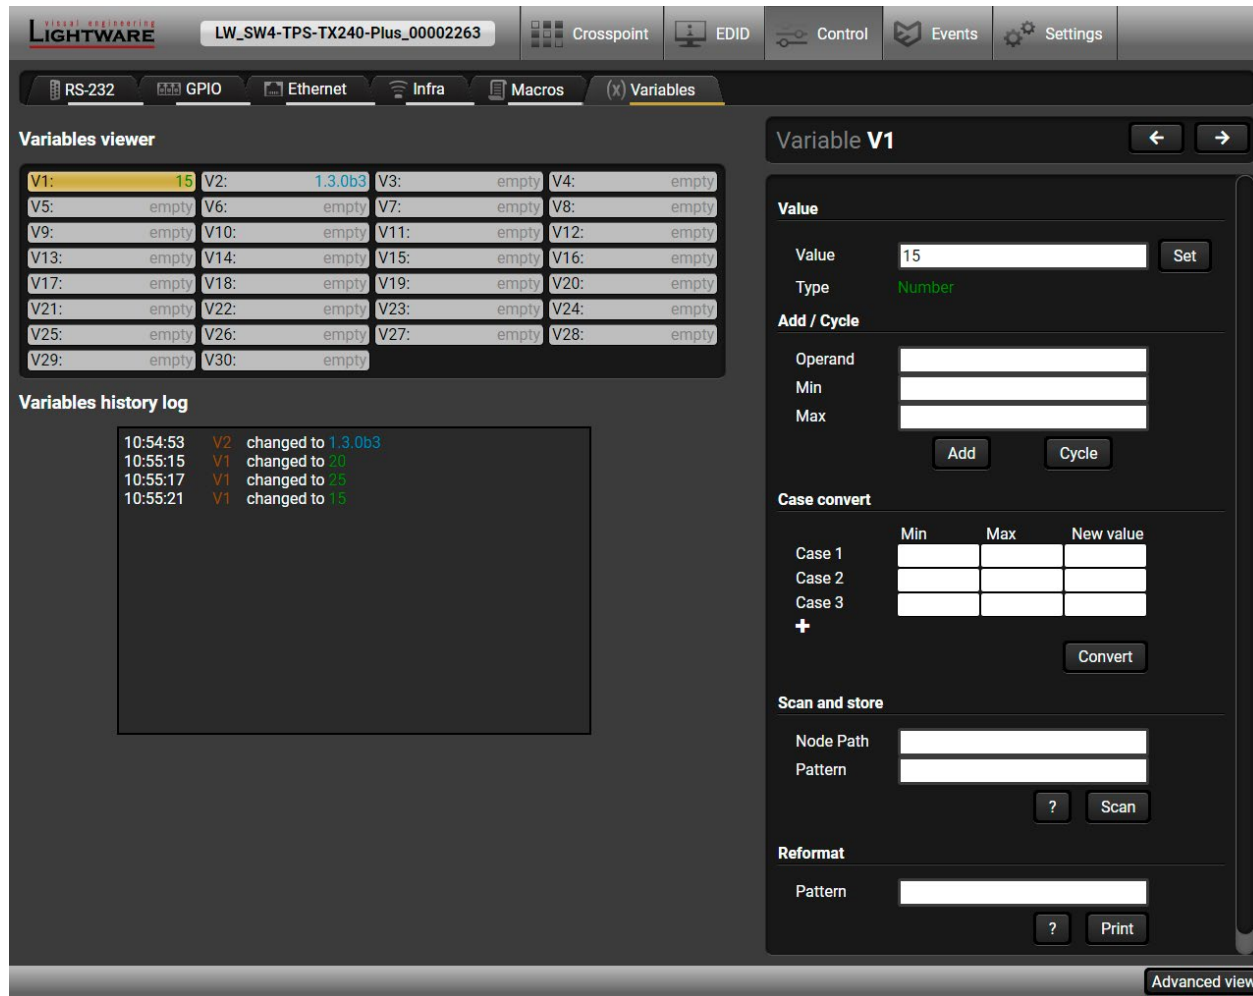 visual engineering
LIGHTWARE
LW_SW4-TPS-TX240-Plus_00002263
Crosspoint
EDID
Control
Events
Settings
RS-232
GPIO
Ethernet
Infra
Macros
(x) Variables
Variables viewer
V1: 15 V2: 1.3.0b3 V3: empty V4: empty
V5: empty V6: empty V7: empty V8: empty
V9: empty V10: empty V11: empty V12: empty
V13: empty V14: empty V15: empty V16: empty
V17: empty V18: empty V19: empty V20: empty
V21: empty V22: empty V23: empty V24: empty
V25: empty V26: empty V27: empty V28: empty
V29: empty V30: empty
Variables history log
10:54:53 V2 changed to 1.3.0b3
10:55:15 V1 changed to 20
10:55:17 V1 changed to 25
10:55:21 V1 changed to 15
Variable V1
Value
Value 15 Set
Type Number
Add / Cycle
Operand
Min
Max
Add Cycle
Case convert
Min Max New value
Case 1
Case 2
Case 3
Convert
Scan and store
Node Path
Pattern
? Scan
Reformat
Pattern
? Print
Advanced view